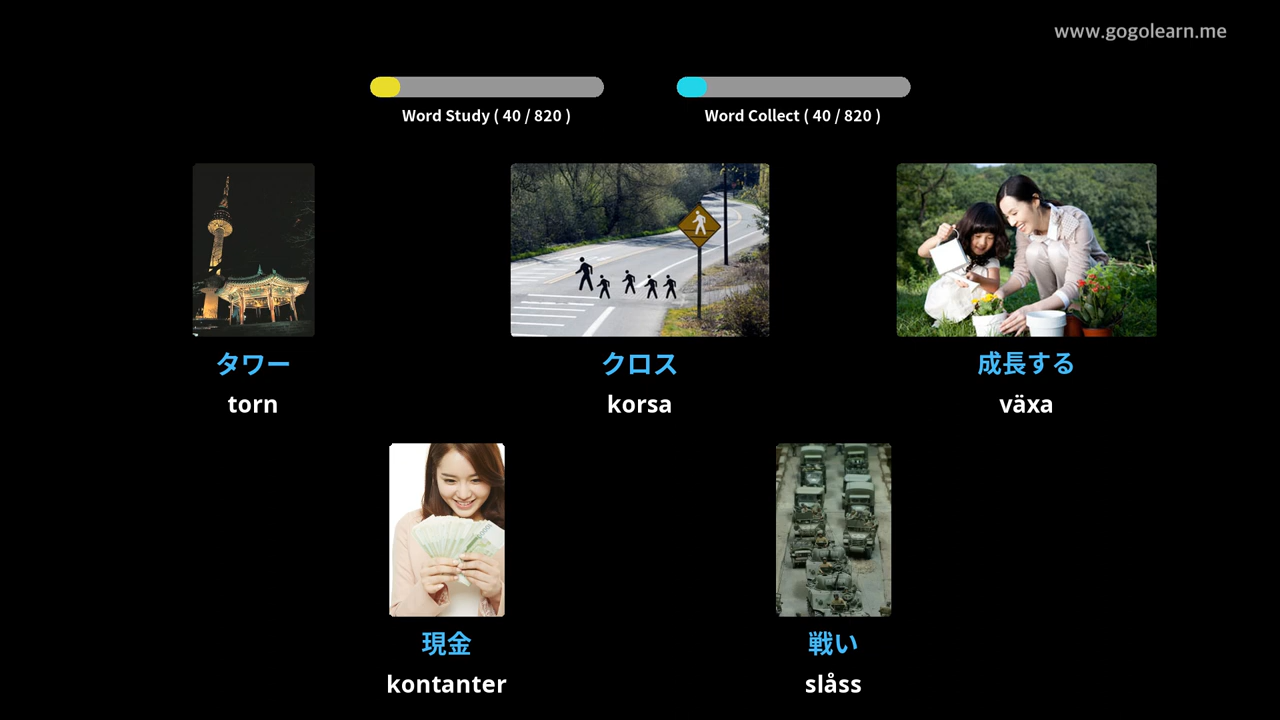 www.gogolearn.me
Word Study ( 40 / 820 )
Word Collect ( 40 / 820 )
タワー
torn
クロス
korsa
成長する
växa
現金
kontanter
戦い
slåss